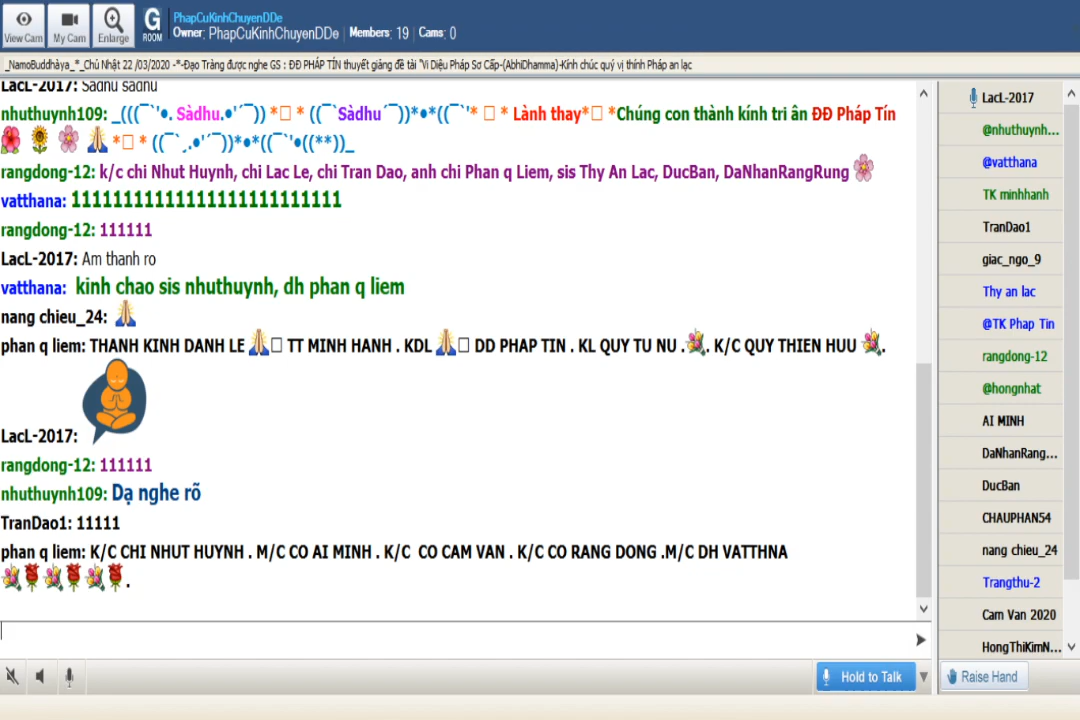 PhapCuKinhChuyenDDe
Owner: PhapCuKinhChuyenDDe | Members: 19 | Cams: 0
View Cam
My Cam
Enlarge
G ROOM
_NamoBuddhàya_*_Chủ Nhật 22 /03/2020 -*-Đạo Tràng được nghe GS : ĐĐ PHÁP TÍN thuyết giảng đề tài "Vi Diệu Pháp Sơ Cấp-(AbhiDhamma)-Kính chúc quý vị thính Pháp an lạc
LacL-2017: Sadhu sadhu
nhuthuynh109: _(((¯`'•. Sàdhu.•'´¯)) *▯ * ((¯`Sàdhu´¯))*•*((¯`'* ▯ * Lành thay*▯ *Chúng con thành kính tri ân ĐĐ Pháp Tín
🌺 🌻 🌸 🙏 *▯ * ((¯`¸.•'´¯))*•*((¯`'•((**))_
rangdong-12: k/c chi Nhut Huynh, chi Lac Le, chi Tran Dao, anh chi Phan q Liem, sis Thy An Lac, DucBan, DaNhanRangRung 🌸
vatthana: 11111111111111111111111111
rangdong-12: 111111
LacL-2017: Am thanh ro
vatthana: kinh chao sis nhuthuynh, dh phan q liem
nang chieu_24: 🙏
phan q liem: THANH KINH DANH LE 🙏▯ TT MINH HANH . KDL 🙏▯ DD PHAP TIN . KL QUY TU NU .💐. K/C QUY THIEN HUU 💐.
LacL-2017:
rangdong-12: 111111
nhuthuynh109: Dạ nghe rõ
TranDao1: 11111
phan q liem: K/C CHI NHUT HUYNH . M/C CO AI MINH . K/C CO CAM VAN . K/C CO RANG DONG .M/C DH VATTHNA
💐🌹💐🌹💐🌹.
Hold to Talk
LacL-2017
@nhuthuynh...
@vatthana
TK minhhanh
TranDao1
giac_ngo_9
Thy an lac
@TK Phap Tin
rangdong-12
@hongnhat
AI MINH
DaNhanRang...
DucBan
CHAUPHAN54
nang chieu_24
Trangthu-2
Cam Van 2020
HongThiKimN...
Raise Hand